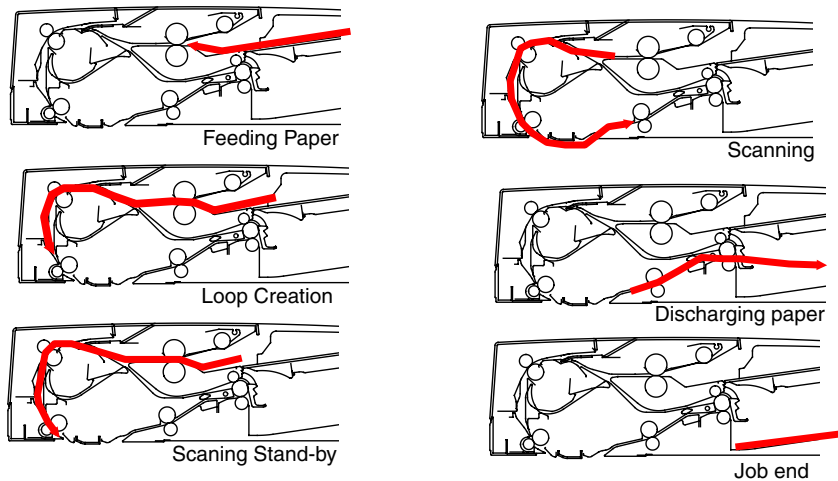 Feeding Paper
Loop Creation
Scaning Stand-by
Scanning
Discharging paper
Job end